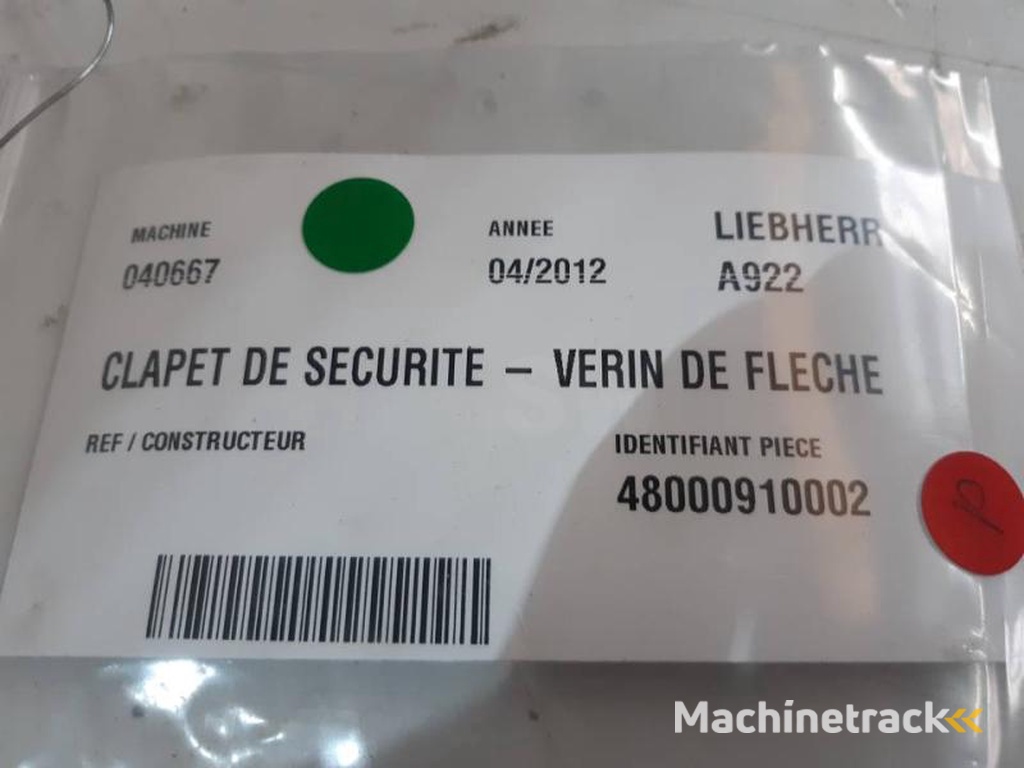 MACHINE ANNEE LIEBHERR
040667 04/2012 A922
CLAPET DE SECURITE – VERIN DE FLECHE
REF / CONSTRUCTEUR IDENTIFIANT PIECE
48000910002
Machinetrack